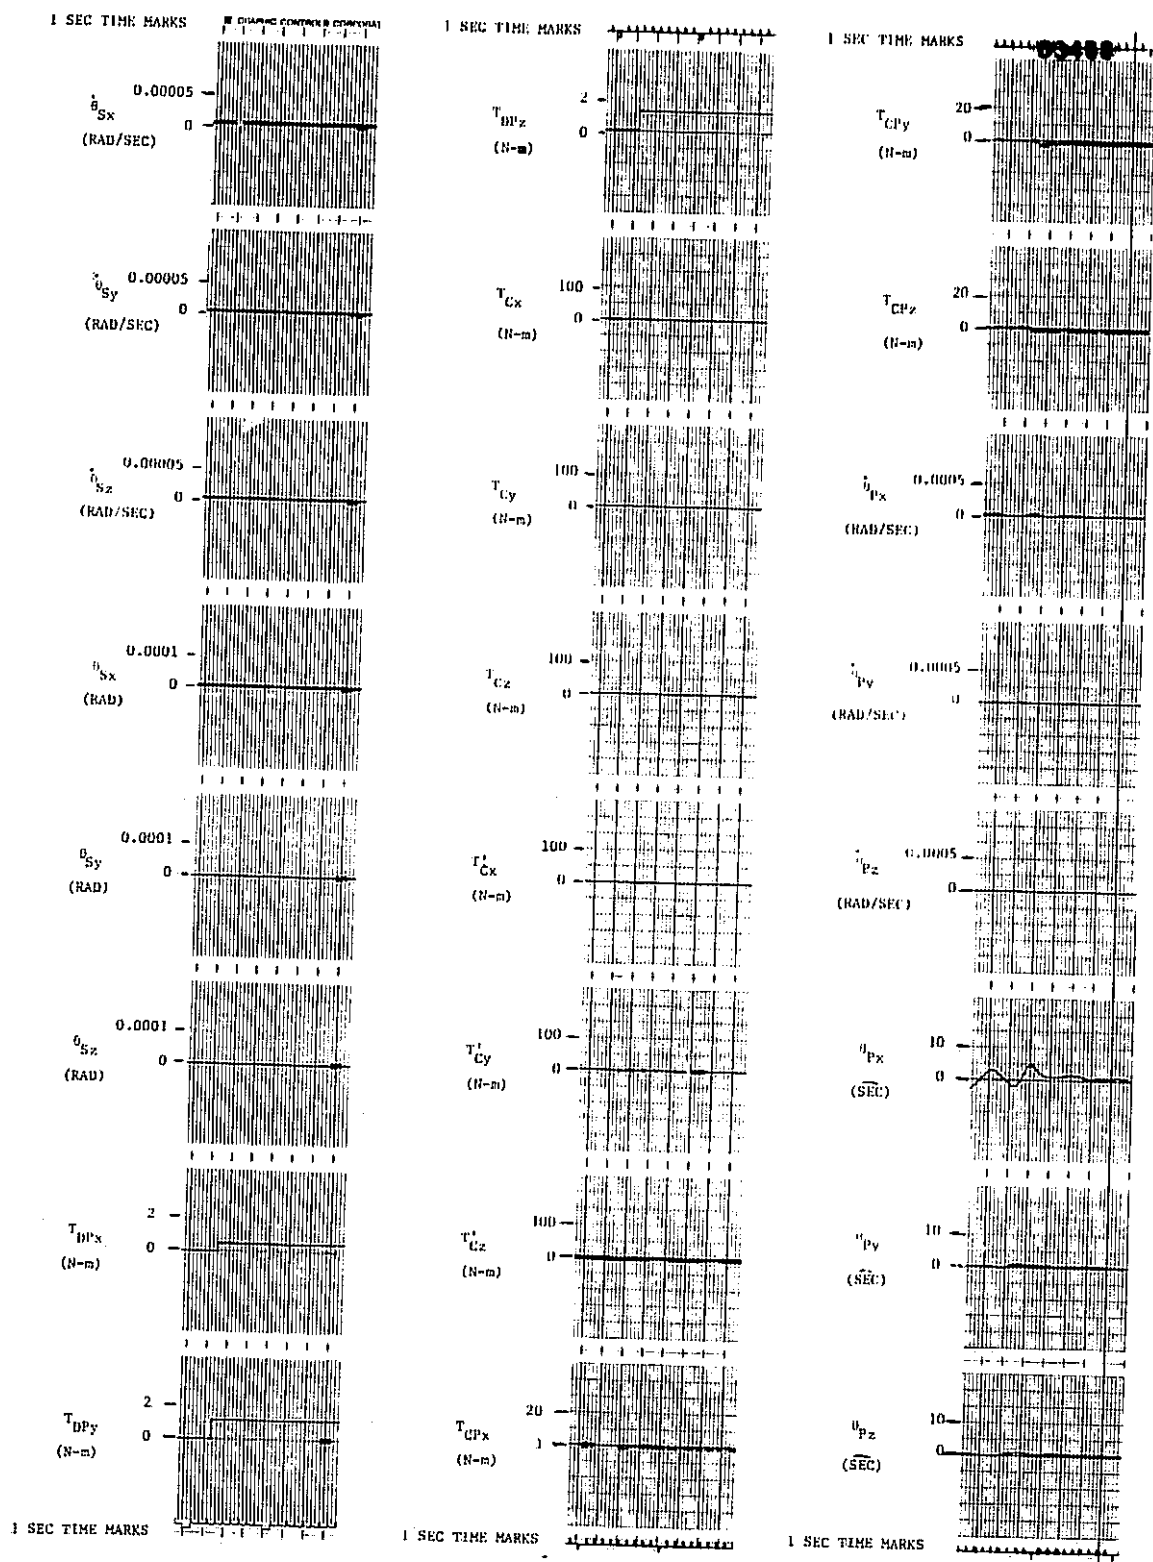 1 SEC TIME MARKS
θ̇Sx
0.00005
0
(RAD/SEC)
θ̇Sy
0.00005
0
(RAD/SEC)
θ̇Sz
0.00005
0
(RAD/SEC)
θSx
0.0001
0
(RAD)
θSy
0.0001
0
(RAD)
θSz
0.0001
0
(RAD)
TDPx
2
0
(N-m)
TDPy
2
0
(N-m)
1 SEC TIME MARKS
1 SEC TIME MARKS
TDPz
2
0
(N-m)
TCx
100
0
(N-m)
TCy
100
0
(N-m)
TCz
100
0
(N-m)
T'Cx
100
0
(N-m)
T'Cy
100
0
(N-m)
T'Cz
100
0
(N-m)
TCPx
20
(N-m)
1 SEC TIME MARKS
1 SEC TIME MARKS
TCPy
20
0
(N-m)
TCPz
20
0
(N-m)
θ̇Px
0.0005
0
(RAD/SEC)
θ̇Py
0.0005
0
(RAD/SEC)
θ̇Pz
0.0005
0
(RAD/SEC)
θPx
10
0
(SEC)
θPy
10
0
(SEC)
θPz
10
0
(SEC)
1 SEC TIME MARKS